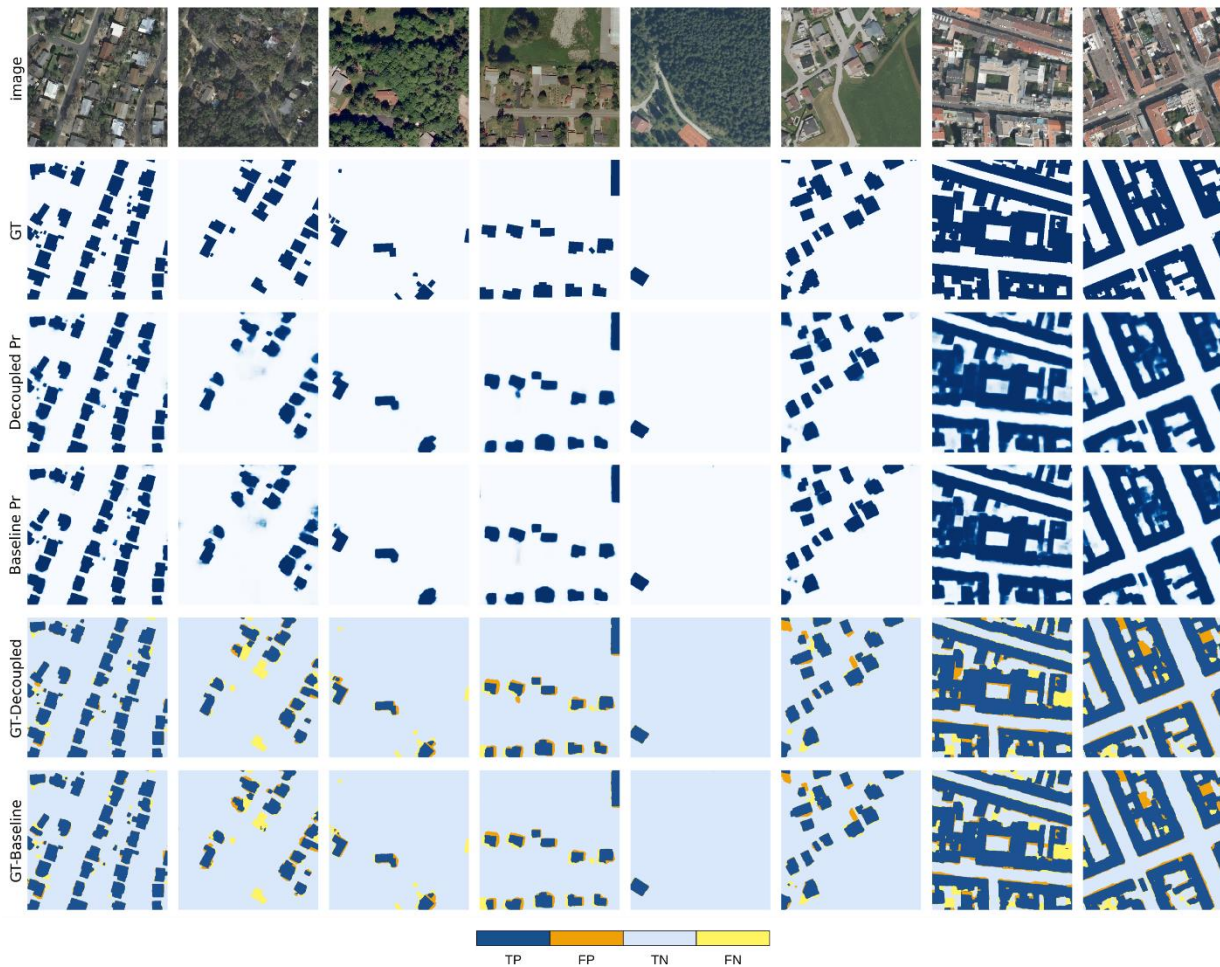 image
GT
Decoupled Pr
Baseline Pr
GT-Decoupled
GT-Baseline
TP FP TN FN